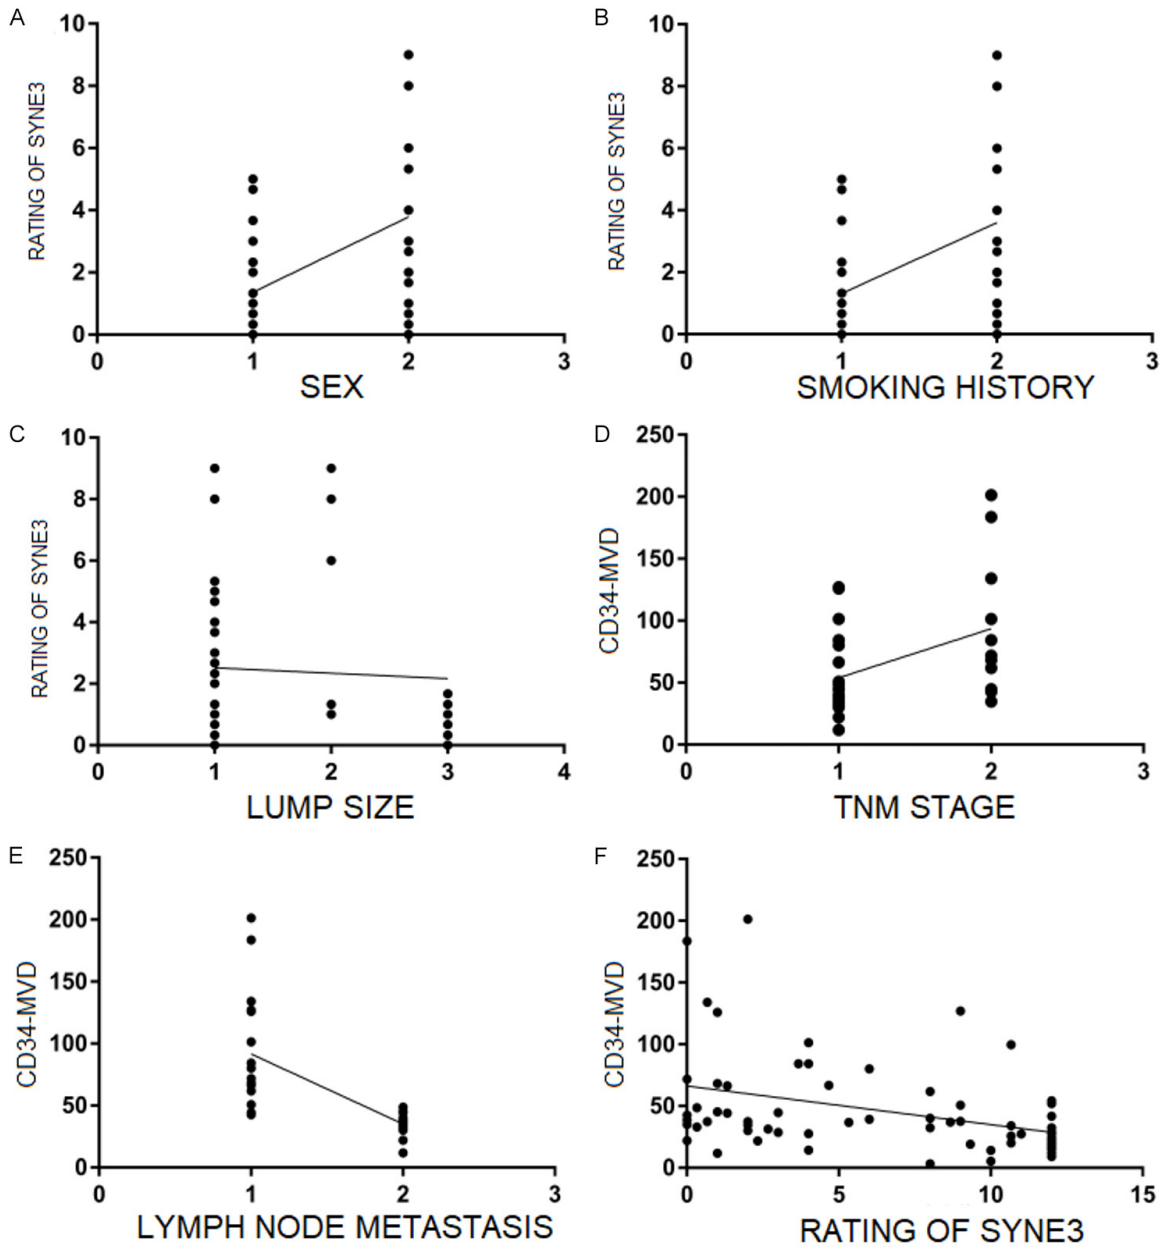 A
RATING OF SYNE3
10
8
6
4
2
0
0 1 2 3
SEX
B
RATING OF SYNE3
10
8
6
4
2
0
0 1 2 3
SMOKING HISTORY
C
RATING OF SYNE3
10
8
6
4
2
0
0 1 2 3 4
LUMP SIZE
D
CD34-MVD
250
200
150
100
50
0
0 1 2 3
TNM STAGE
E
CD34-MVD
250
200
150
100
50
0
0 1 2 3
LYMPH NODE METASTASIS
F
CD34-MVD
250
200
150
100
50
0
0 5 10 15
RATING OF SYNE3